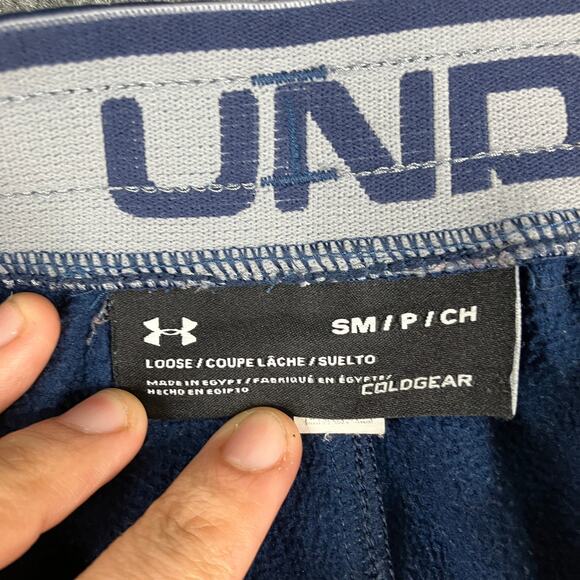 UND
SM / P / CH
LOOSE / COUPE LÂCHE / SUELTO
MADE IN EGYPT / FABRIQUÉ EN ÉGYPTE /
HECHO EN EGIPTO
COLDGEAR